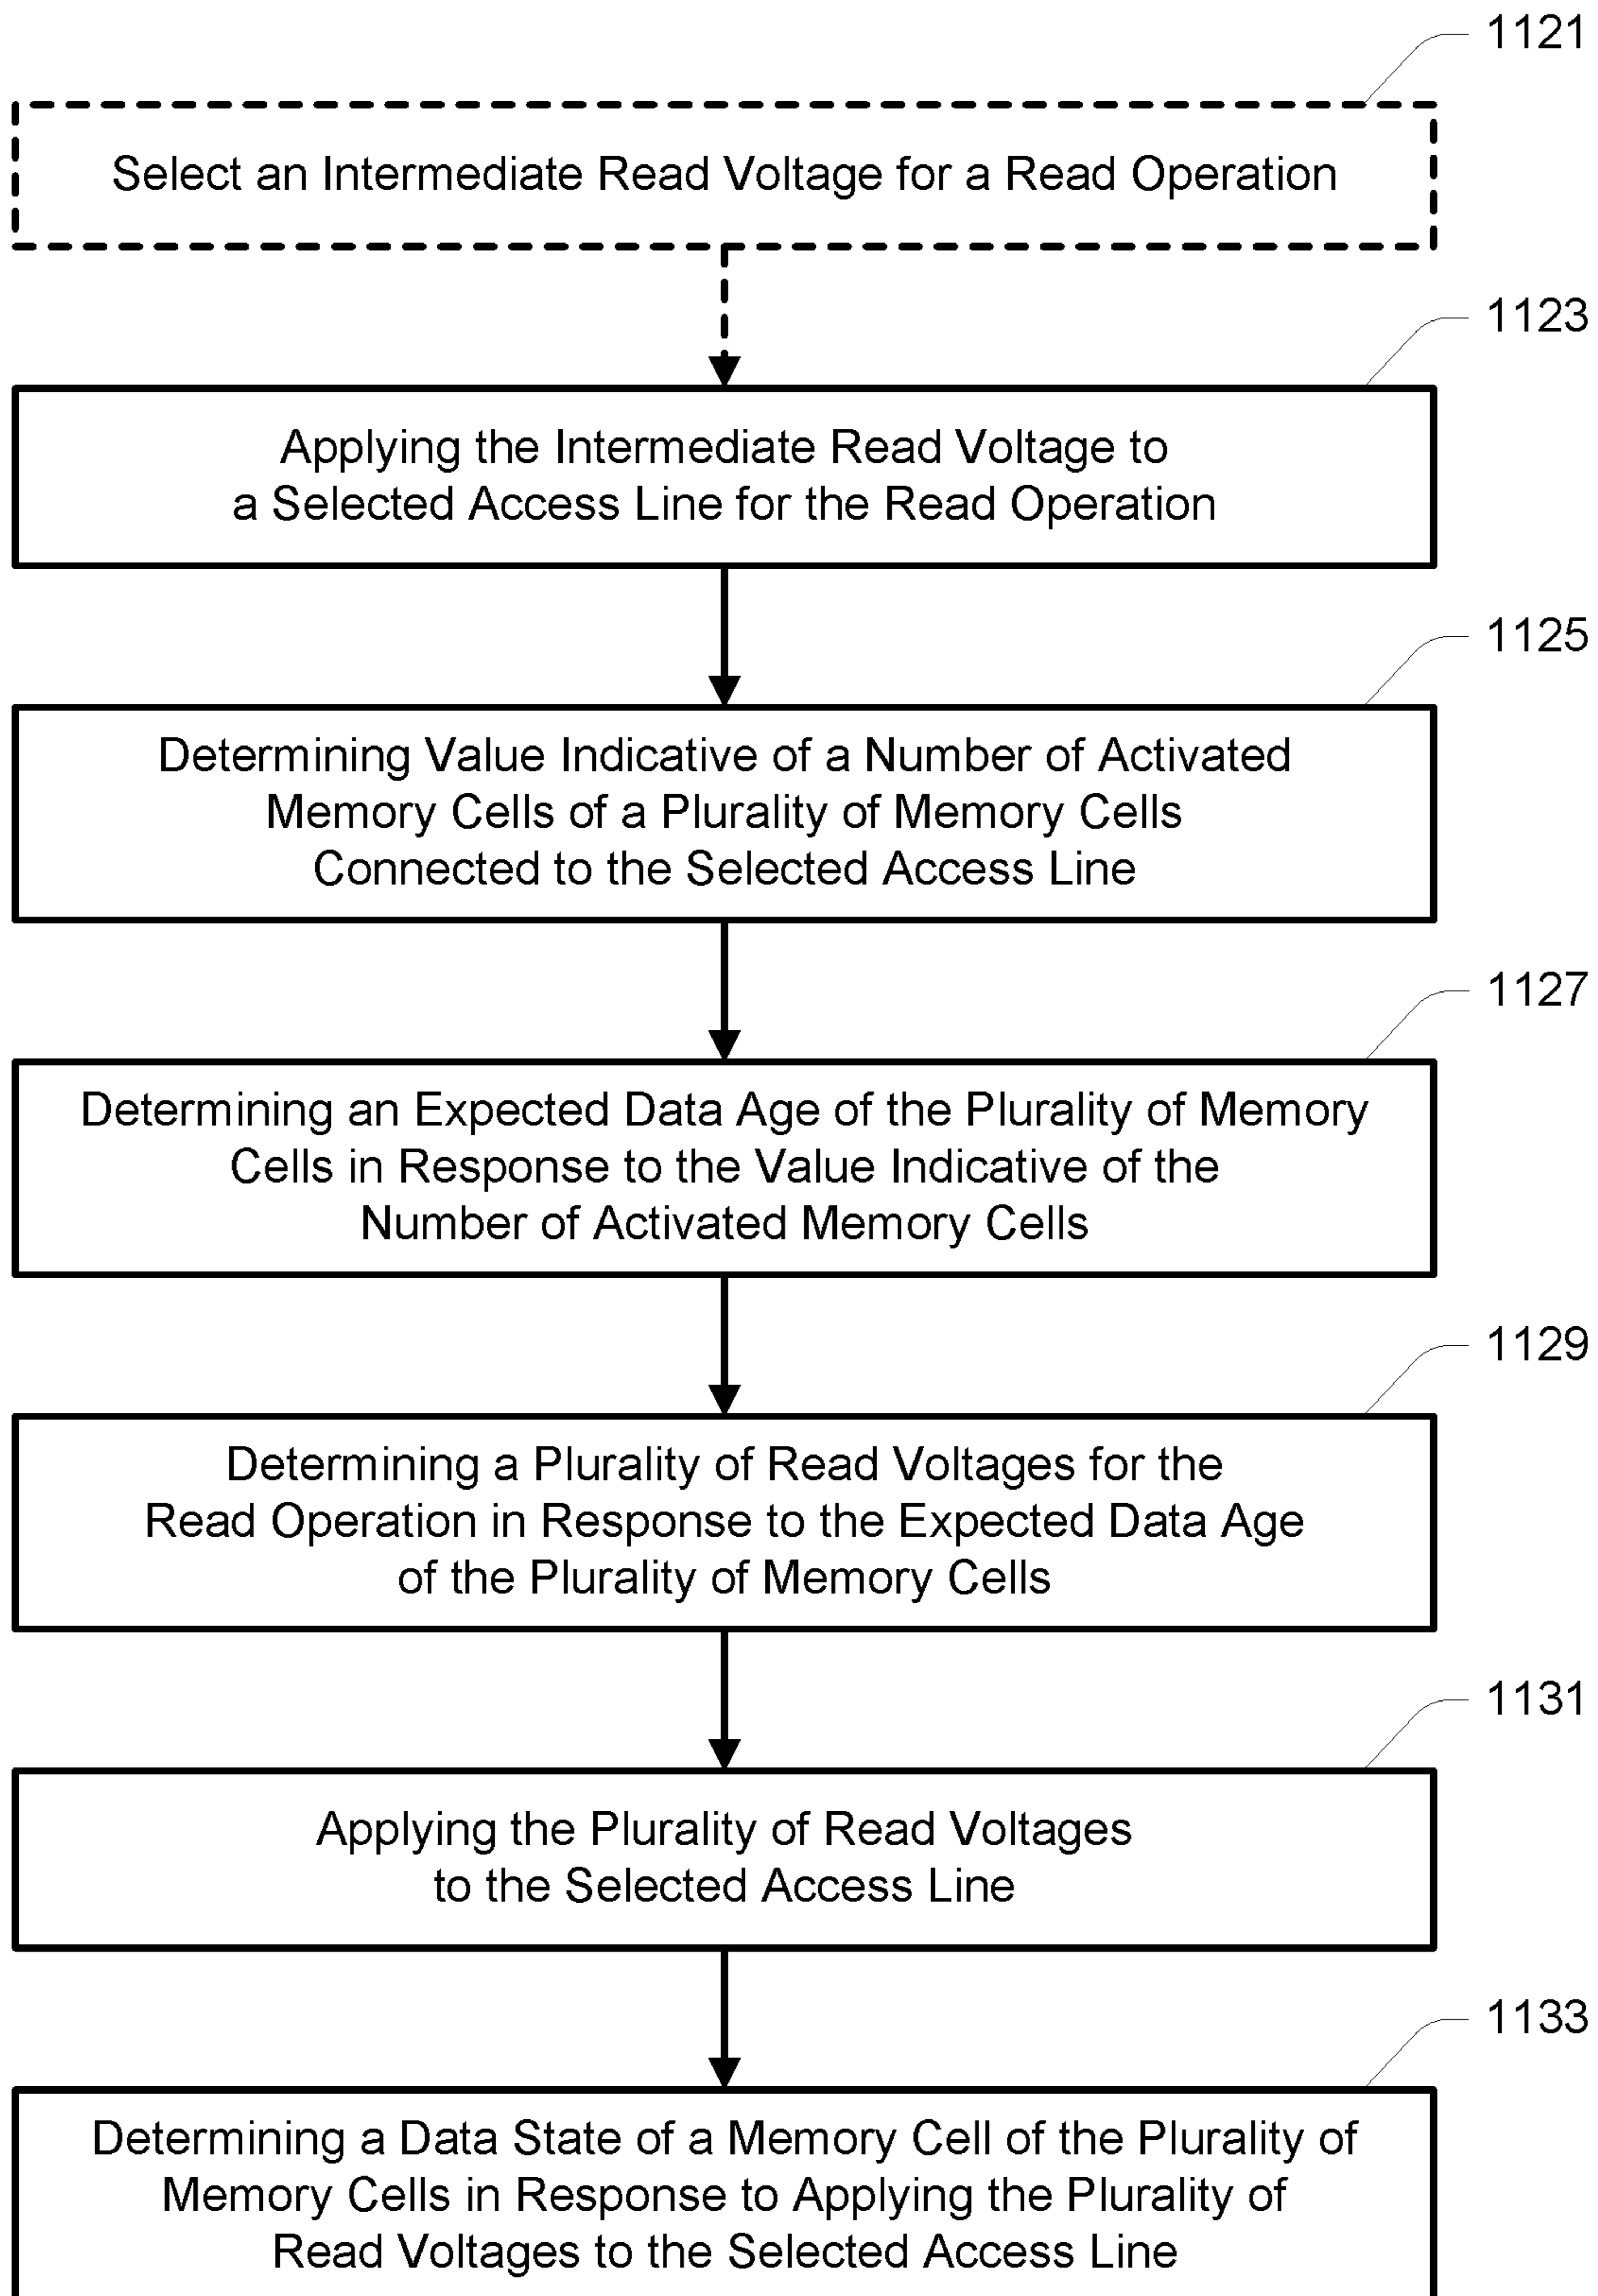 1121
Select an Intermediate Read Voltage for a Read Operation
1123
Applying the Intermediate Read Voltage to
a Selected Access Line for the Read Operation
1125
Determining Value Indicative of a Number of Activated
Memory Cells of a Plurality of Memory Cells
Connected to the Selected Access Line
1127
Determining an Expected Data Age of the Plurality of Memory
Cells in Response to the Value Indicative of the
Number of Activated Memory Cells
1129
Determining a Plurality of Read Voltages for the
Read Operation in Response to the Expected Data Age
of the Plurality of Memory Cells
1131
Applying the Plurality of Read Voltages
to the Selected Access Line
1133
Determining a Data State of a Memory Cell of the Plurality of
Memory Cells in Response to Applying the Plurality of
Read Voltages to the Selected Access Line